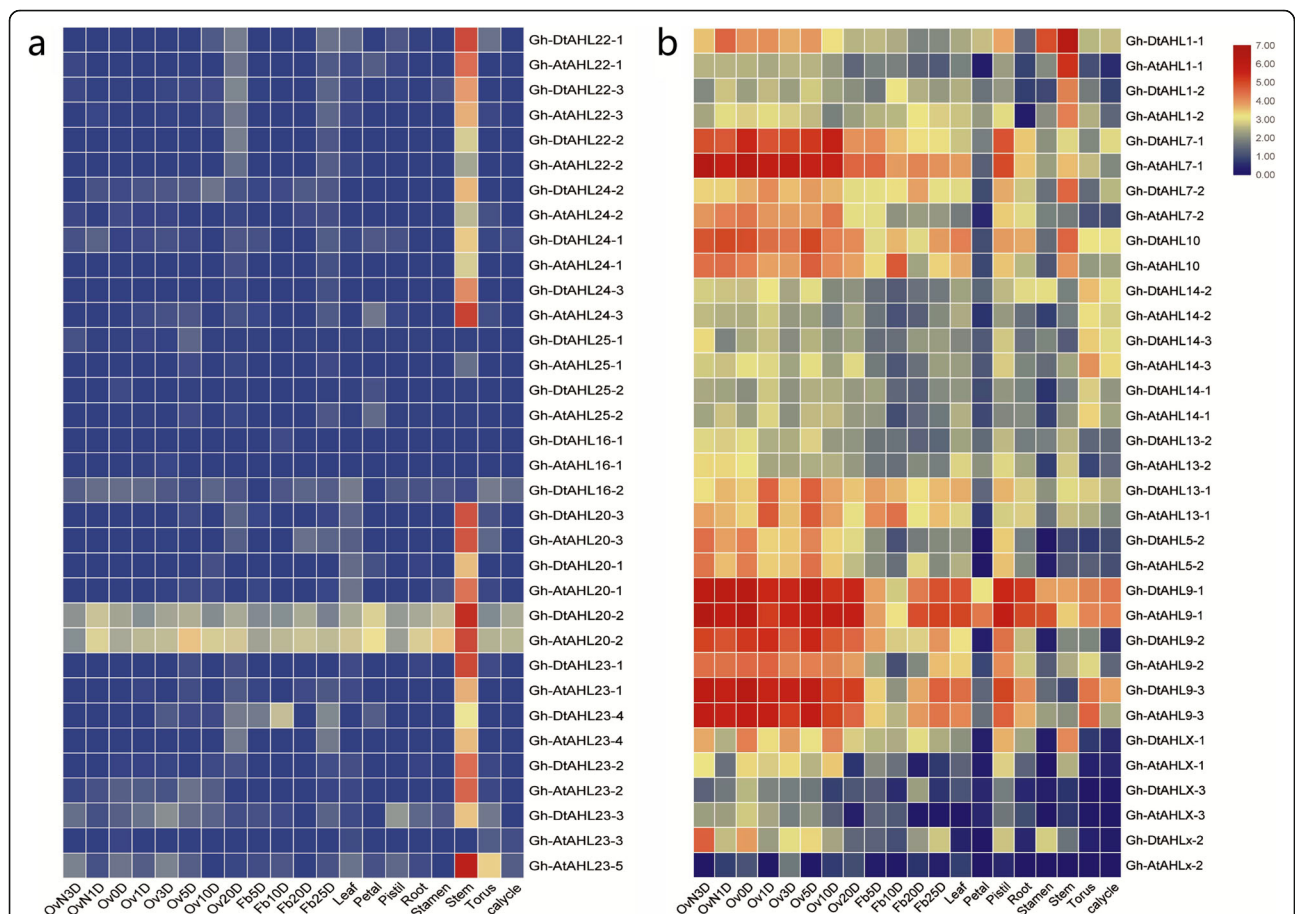 a
Gh-DtAHL22-1
Gh-AtAHL22-1
Gh-DtAHL22-3
Gh-AtAHL22-3
Gh-DtAHL22-2
Gh-AtAHL22-2
Gh-DtAHL24-2
Gh-AtAHL24-2
Gh-DtAHL24-1
Gh-AtAHL24-1
Gh-DtAHL24-3
Gh-AtAHL24-3
Gh-DtAHL25-1
Gh-AtAHL25-1
Gh-DtAHL25-2
Gh-AtAHL25-2
Gh-DtAHL16-1
Gh-AtAHL16-1
Gh-DtAHL16-2
Gh-DtAHL20-3
Gh-AtAHL20-3
Gh-DtAHL20-1
Gh-AtAHL20-1
Gh-DtAHL20-2
Gh-AtAHL20-2
Gh-DtAHL23-1
Gh-AtAHL23-1
Gh-DtAHL23-4
Gh-AtAHL23-4
Gh-DtAHL23-2
Gh-AtAHL23-2
Gh-DtAHL23-3
Gh-AtAHL23-3
Gh-AtAHL23-5
OvN3D
OvN1D
Ov0D
Ov1D
Ov3D
Ov5D
Ov10D
Ov20D
Fb5D
Fb10D
Fb20D
Fb25D
Leaf
Petal
Pistil
Root
Stamen
Stem
Torus
calycle
b
Gh-DtAHL1-1
Gh-AtAHL1-1
Gh-DtAHL1-2
Gh-AtAHL1-2
Gh-DtAHL7-1
Gh-AtAHL7-1
Gh-DtAHL7-2
Gh-AtAHL7-2
Gh-DtAHL10
Gh-AtAHL10
Gh-DtAHL14-2
Gh-AtAHL14-2
Gh-DtAHL14-3
Gh-AtAHL14-3
Gh-DtAHL14-1
Gh-AtAHL14-1
Gh-DtAHL13-2
Gh-AtAHL13-2
Gh-DtAHL13-1
Gh-AtAHL13-1
Gh-DtAHL5-2
Gh-AtAHL5-2
Gh-DtAHL9-1
Gh-AtAHL9-1
Gh-DtAHL9-2
Gh-AtAHL9-2
Gh-DtAHL9-3
Gh-AtAHL9-3
Gh-DtAHLX-1
Gh-AtAHLX-1
Gh-DtAHLX-3
Gh-AtAHLX-3
Gh-DtAHLx-2
Gh-AtAHLx-2
OvN3D
OvN1D
Ov0D
Ov1D
Ov3D
Ov5D
Ov10D
Ov20D
Fb5D
Fb10D
Fb20D
Fb25D
Leaf
Petal
Pistil
Root
Stamen
Stem
Torus
calycle
7.00
6.00
5.00
4.00
3.00
2.00
1.00
0.00